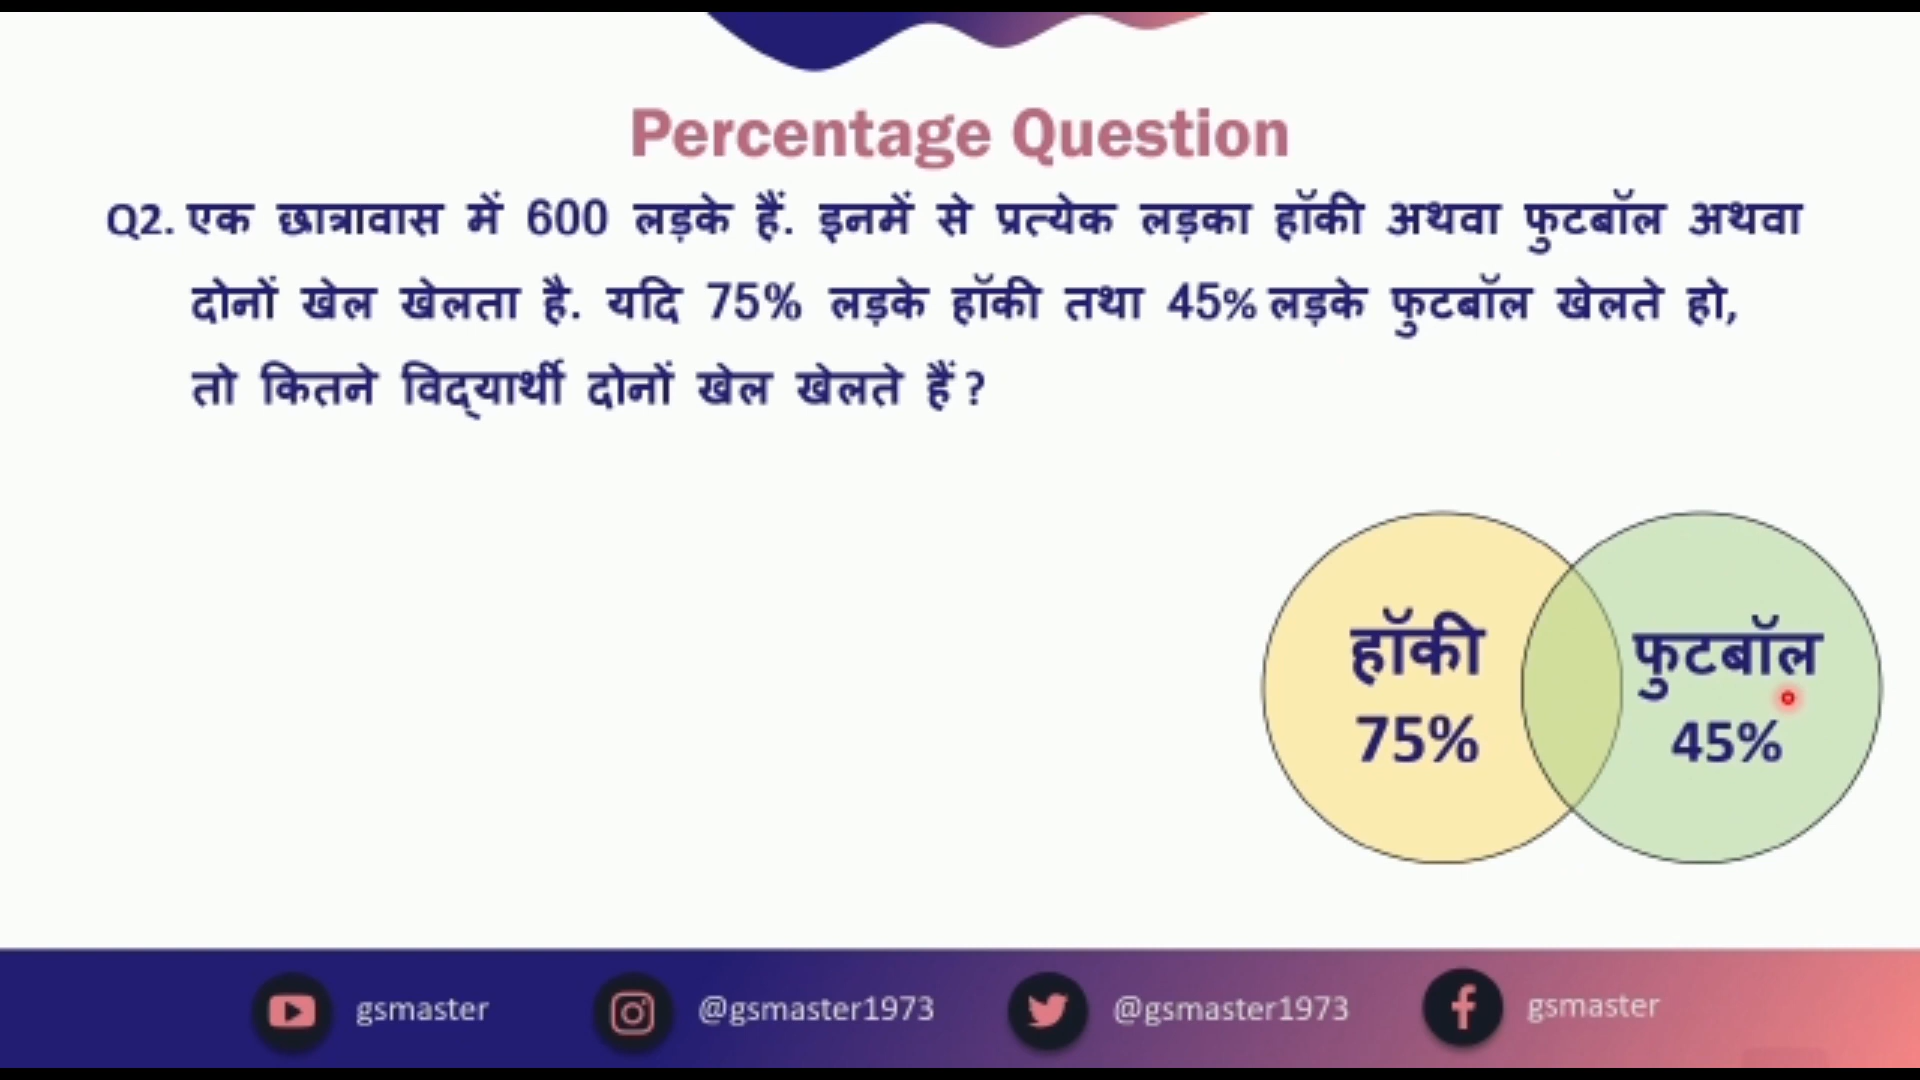 Percentage Question
Q2. एक छात्रावास में 600 लड़के हैं. इनमें से प्रत्येक लड़का हॉकी अथवा फुटबॉल अथवा
दोनों खेल खेलता है. यदि 75% लड़के हॉकी तथा 45% लड़के फुटबॉल खेलते हो,
तो कितने विद्यार्थी दोनों खेल खेलते हैं ?
हॉकी
75%
फुटबॉल
45%
gsmaster
@gsmaster1973
@gsmaster1973
gsmaster